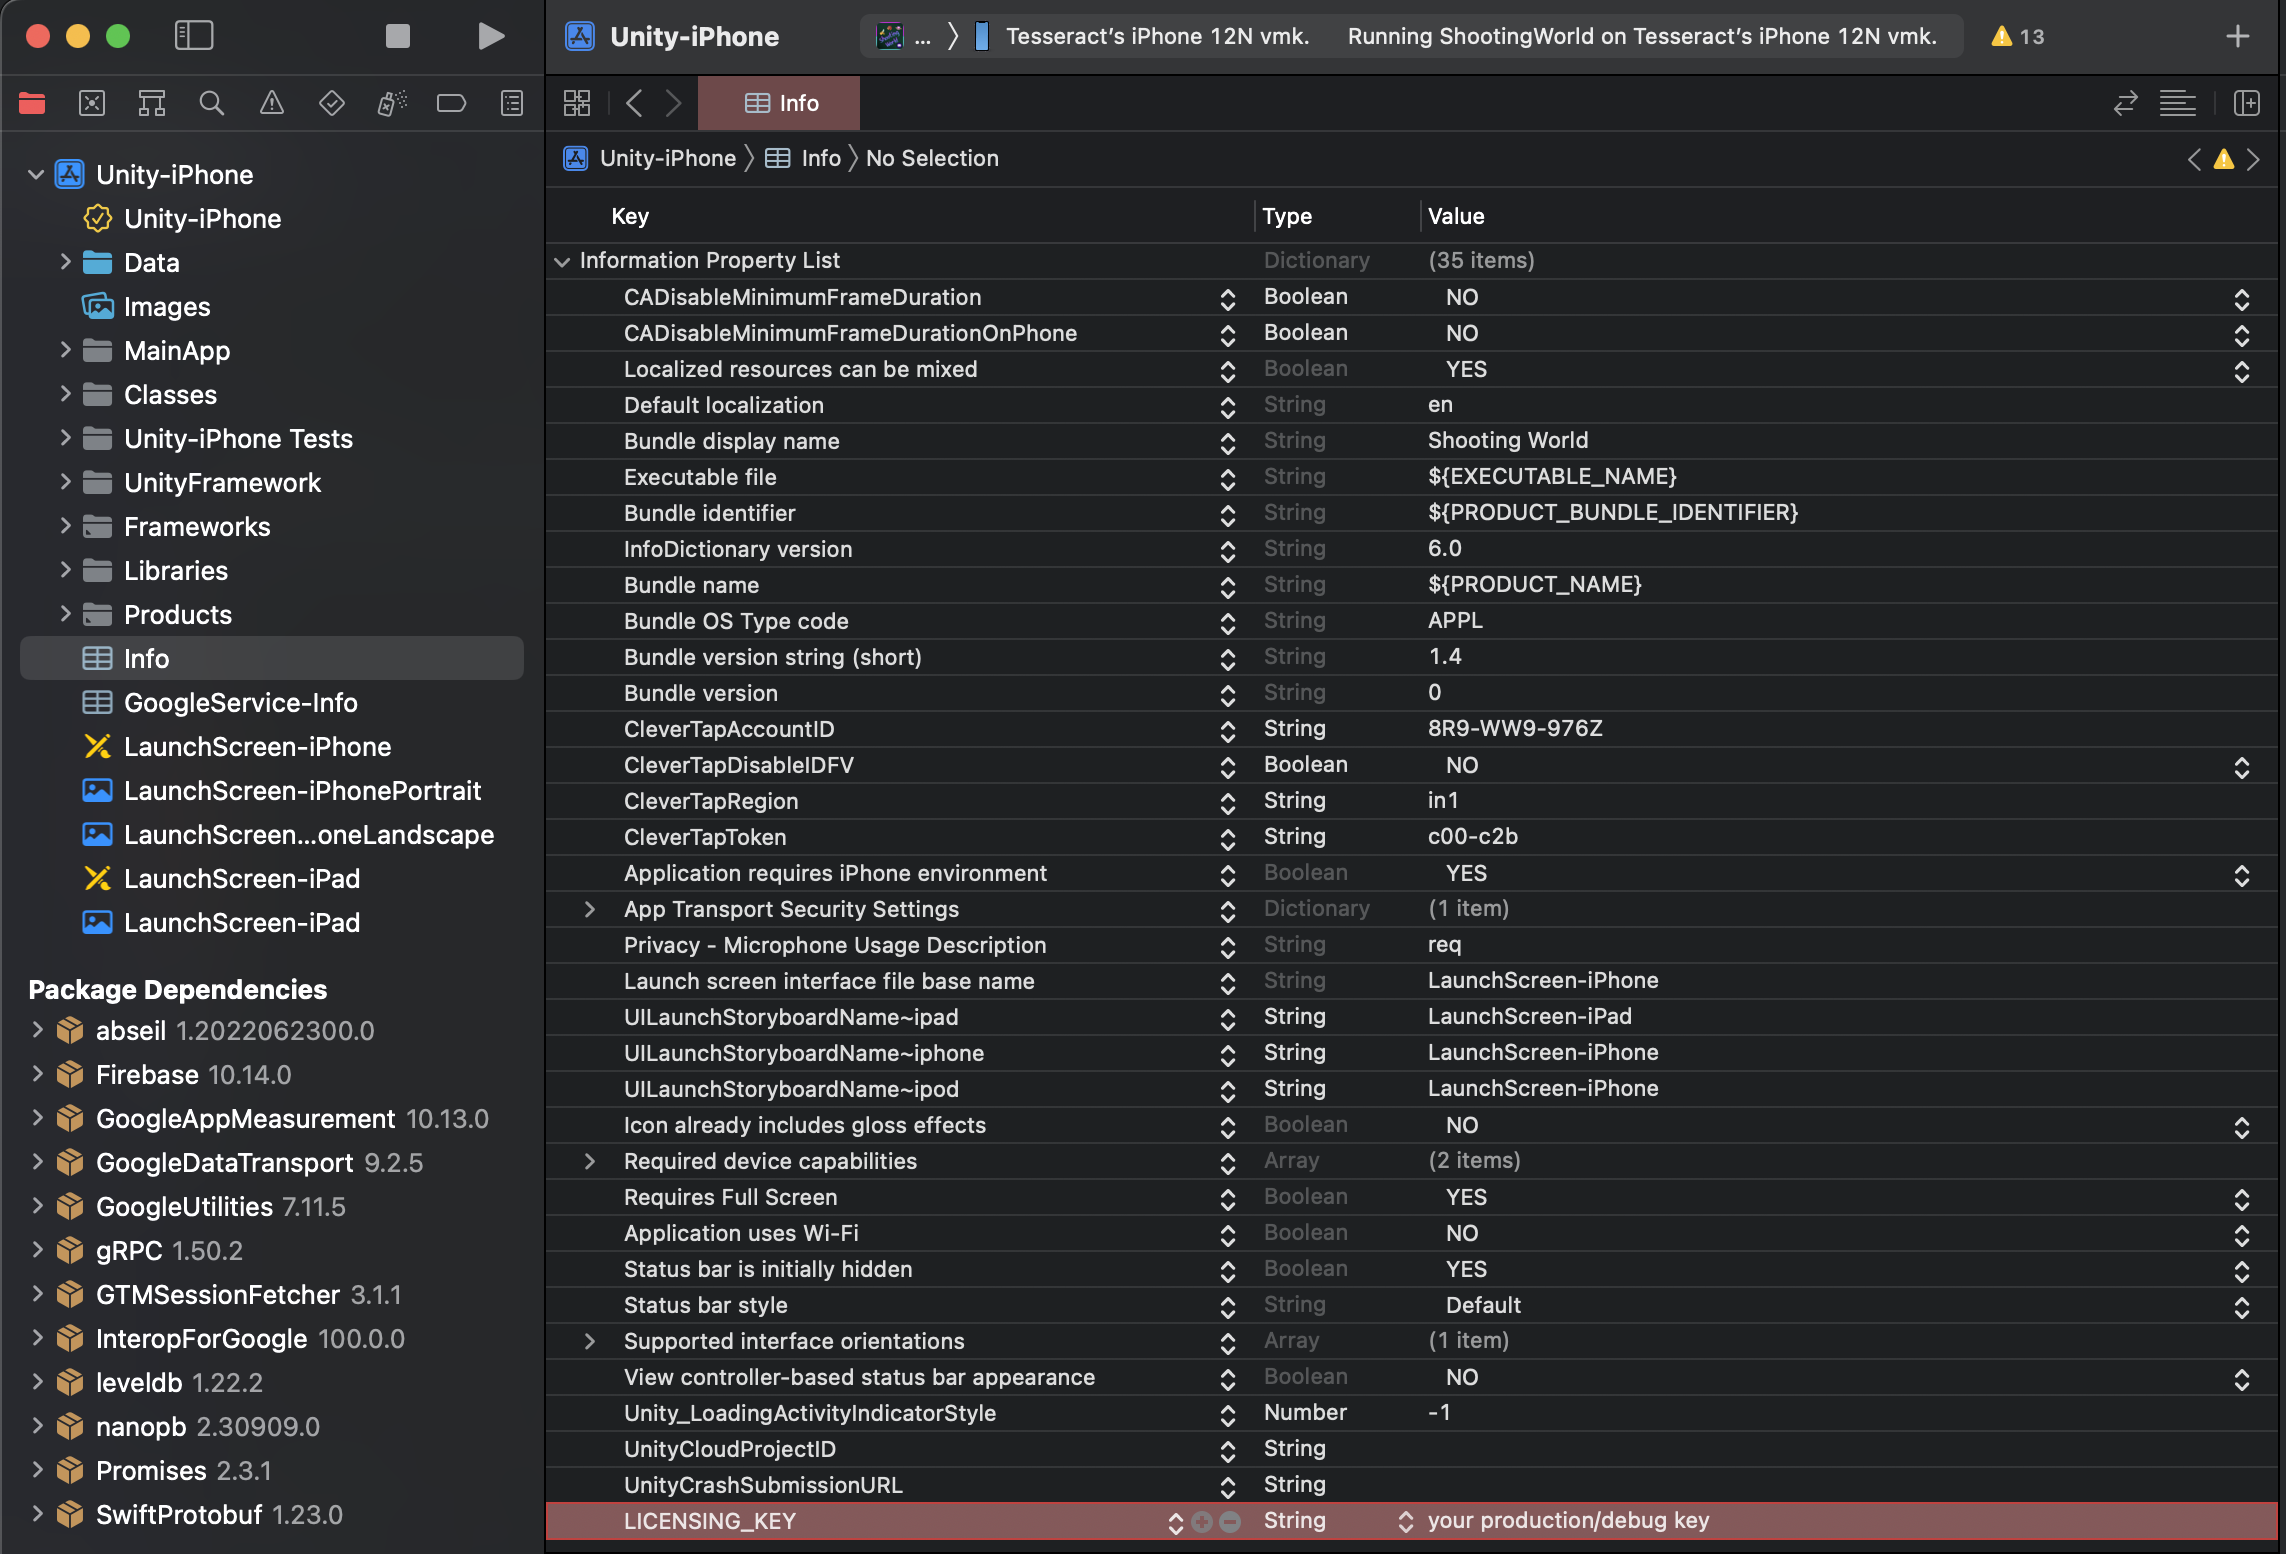 Unity-iPhone
...
Tesseract's iPhone 12N vmk.
Running ShootingWorld on Tesseract's iPhone 12N vmk.
13
Info
Unity-iPhone
Info
No Selection
Unity-iPhone
Unity-iPhone
Data
Images
MainApp
Classes
Unity-iPhone Tests
UnityFramework
Frameworks
Libraries
Products
Info
GoogleService-Info
LaunchScreen-iPhone
LaunchScreen-iPhonePortrait
LaunchScreen...oneLandscape
LaunchScreen-iPad
LaunchScreen-iPad
Package Dependencies
abseil 1.2022062300.0
Firebase 10.14.0
GoogleAppMeasurement 10.13.0
GoogleDataTransport 9.2.5
GoogleUtilities 7.11.5
gRPC 1.50.2
GTMSessionFetcher 3.1.1
InteropForGoogle 100.0.0
leveldb 1.22.2
nanopb 2.30909.0
Promises 2.3.1
SwiftProtobuf 1.23.0
Key Type Value
Information Property List Dictionary (35 items)
CADisableMinimumFrameDuration Boolean NO
CADisableMinimumFrameDurationOnPhone Boolean NO
Localized resources can be mixed Boolean YES
Default localization String en
Bundle display name String Shooting World
Executable file String ${EXECUTABLE_NAME}
Bundle identifier String ${PRODUCT_BUNDLE_IDENTIFIER}
InfoDictionary version String 6.0
Bundle name String ${PRODUCT_NAME}
Bundle OS Type code String APPL
Bundle version string (short) String 1.4
Bundle version String 0
CleverTapAccountID String 8R9-WW9-976Z
CleverTapDisableIDFV Boolean NO
CleverTapRegion String in1
CleverTapToken String c00-c2b
Application requires iPhone environment Boolean YES
App Transport Security Settings Dictionary (1 item)
Privacy - Microphone Usage Description String req
Launch screen interface file base name String LaunchScreen-iPhone
UILaunchStoryboardName~ipad String LaunchScreen-iPad
UILaunchStoryboardName~iphone String LaunchScreen-iPhone
UILaunchStoryboardName~ipod String LaunchScreen-iPhone
Icon already includes gloss effects Boolean NO
Required device capabilities Array (2 items)
Requires Full Screen Boolean YES
Application uses Wi-Fi Boolean NO
Status bar is initially hidden Boolean YES
Status bar style String Default
Supported interface orientations Array (1 item)
View controller-based status bar appearance Boolean NO
Unity_LoadingActivityIndicatorStyle Number -1
UnityCloudProjectID String
UnityCrashSubmissionURL String
LICENSING_KEY String your production/debug key